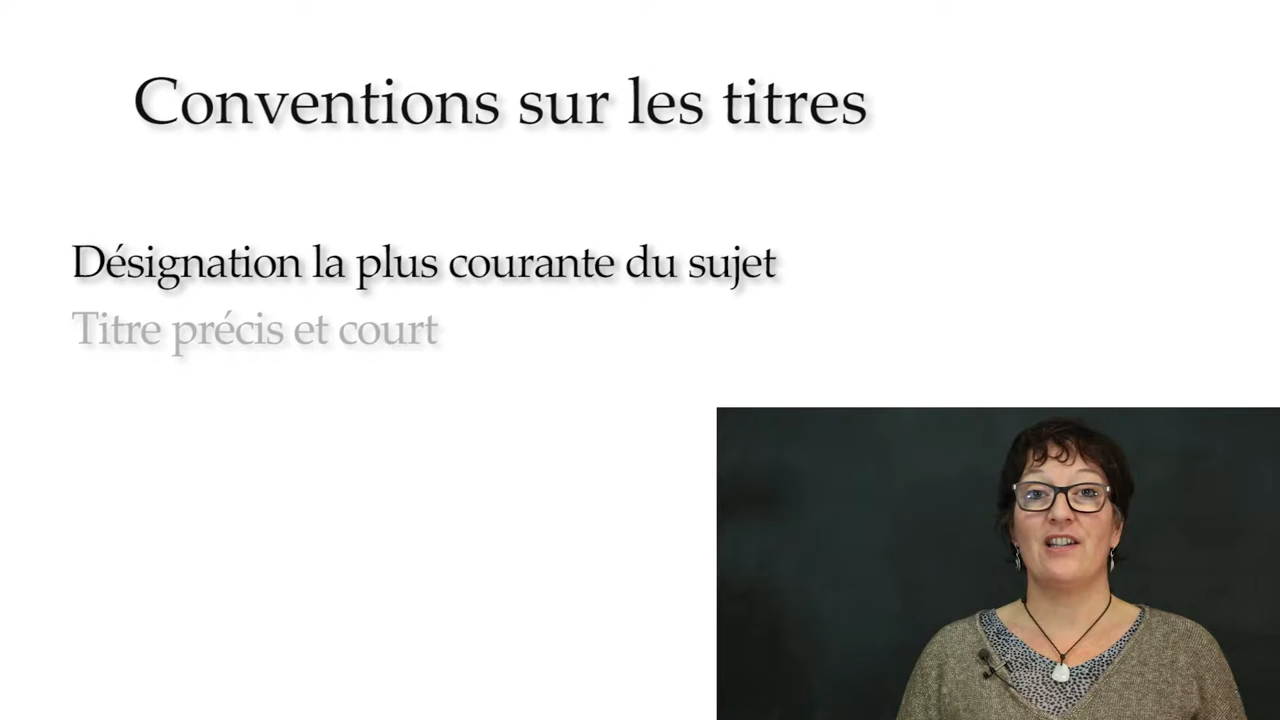 Conventions sur les titres
Désignation la plus courante du sujet
Titre précis et court